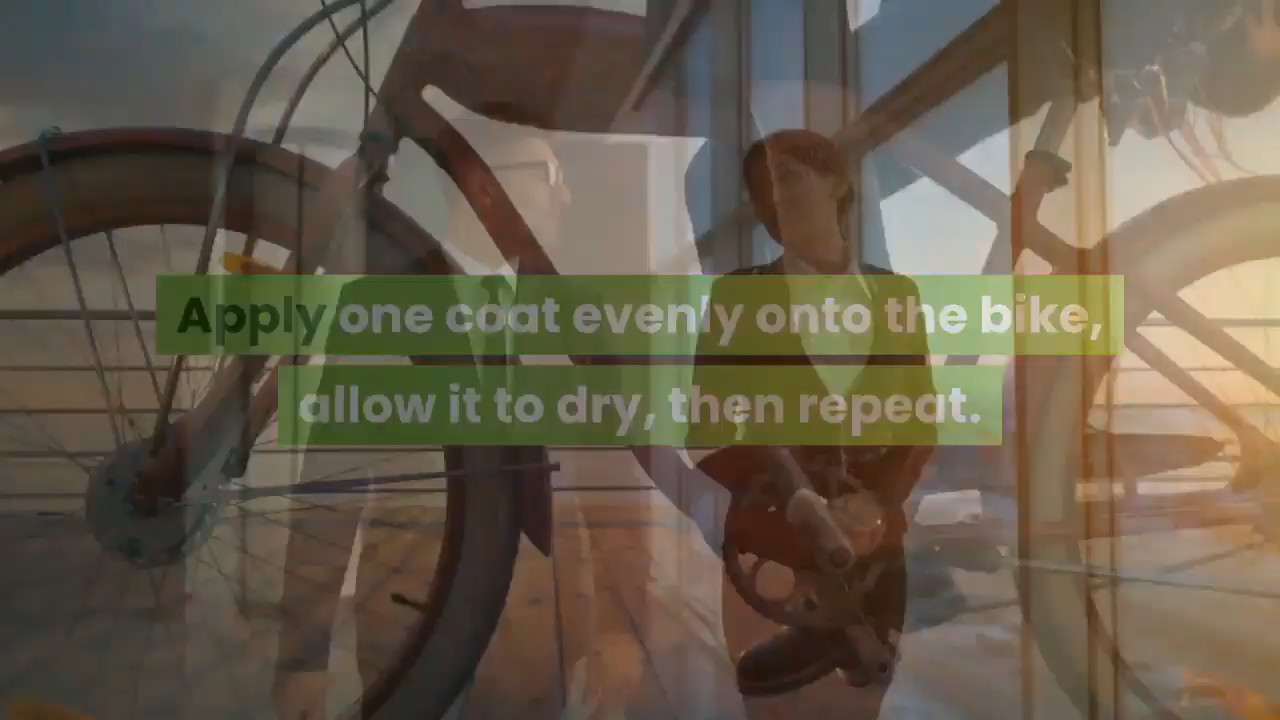 Apply one coat evenly onto the bike,
allow it to dry, then repeat.